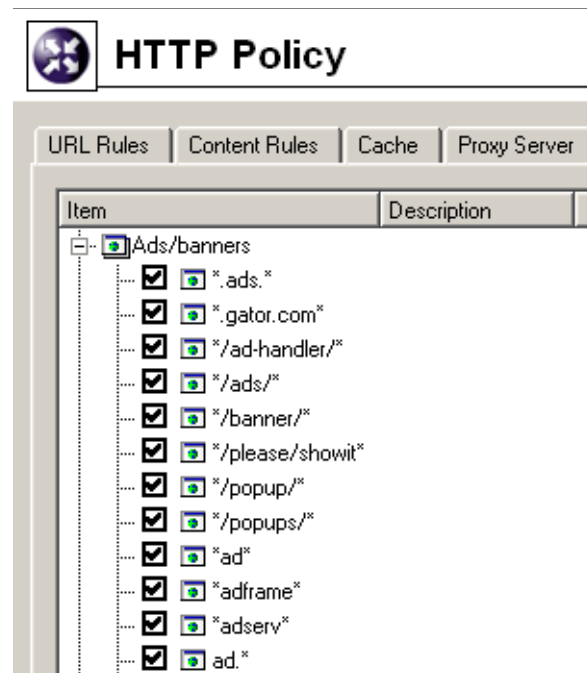 HTTP Policy
URL Rules Content Rules Cache Proxy Server
Item Description
Ads/banners
*.ads.*
*.gator.com*
*/ad-handler/*
*/ads/*
*/banner/*
*/please/showit*
*/popup/*
*/popups/*
*ad*
*adframe*
*adserv*
ad.*